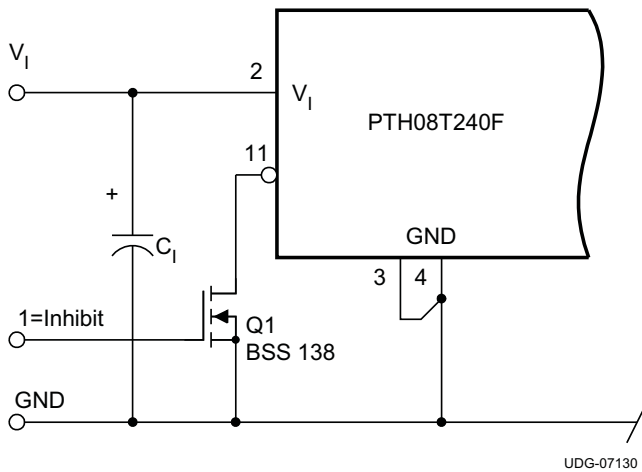 V_I
2
V_I
PTH08T240F
11
+
C_I
GND
3 4
1=Inhibit
Q1
BSS 138
GND
UDG-07130